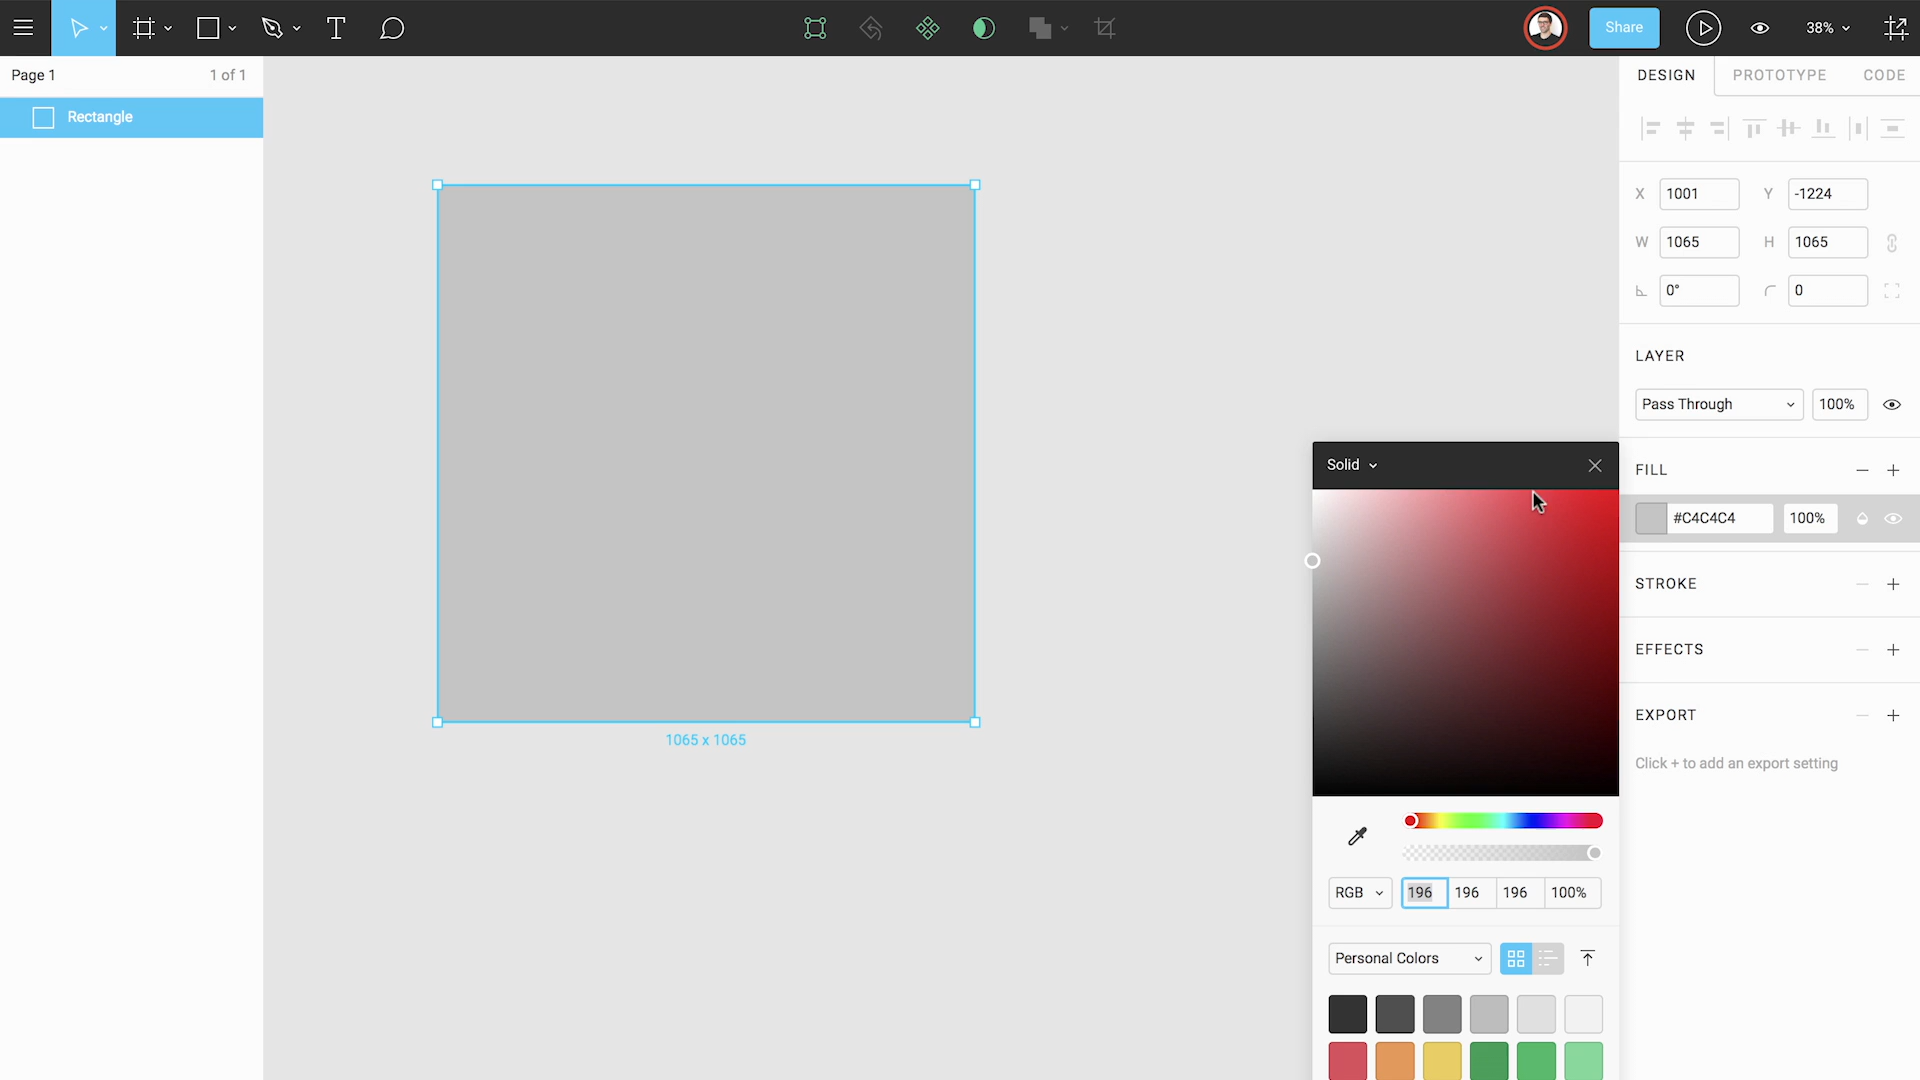 Share
38%
Page 1
1 of 1
DESIGN
PROTOTYPE
CODE
Rectangle
X 1001 Y -1224
W 1065 H 1065
0° 0
LAYER
Pass Through 100%
Solid
FILL
#C4C4C4 100%
STROKE
EFFECTS
EXPORT
Click + to add an export setting
1065 x 1065
RGB 196 196 196 100%
Personal Colors